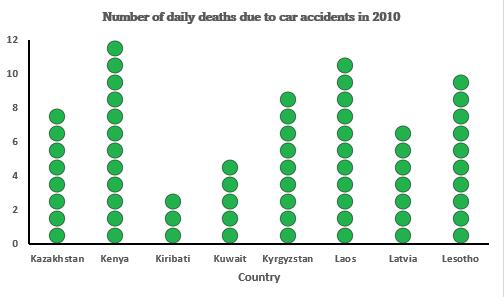 Number of daily deaths due to car accidents in 2010
12
10
8
6
4
2
0
Kazakhstan Kenya Kiribati Kuwait Kyrgyzstan Laos Latvia Lesotho
Country